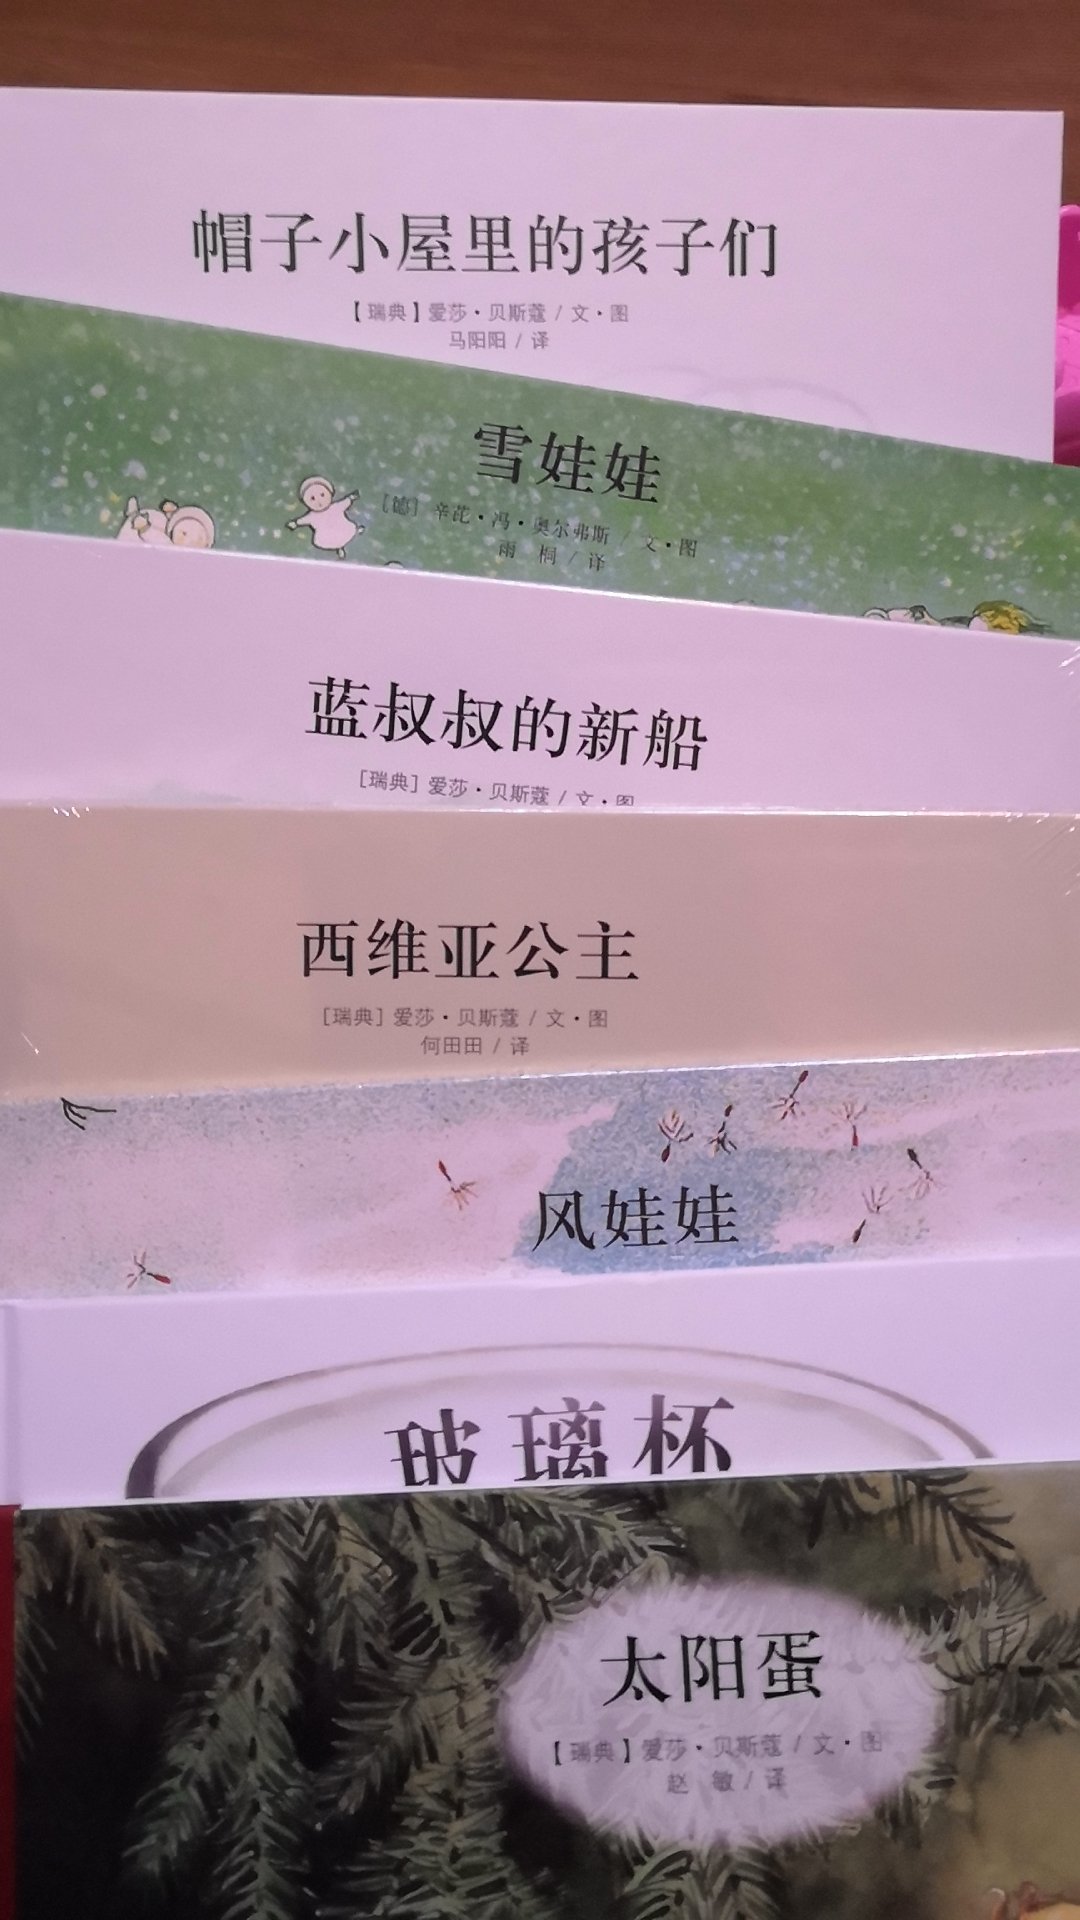 帽子小屋里的孩子们
【瑞典】爱莎·贝斯蔻 / 文·图
马阳阳 / 译
雪娃娃
[德] 辛芘·冯·奥尔弗斯 / 文·图
雨 桐 / 译
蓝叔叔的新船
[瑞典] 爱莎·贝斯蔻 / 文·图
西维亚公主
[瑞典] 爱莎·贝斯蔻 / 文·图
何田田 / 译
风娃娃
玻璃杯
太阳蛋
【瑞典】爱莎·贝斯蔻 / 文·图
赵 敏 / 译